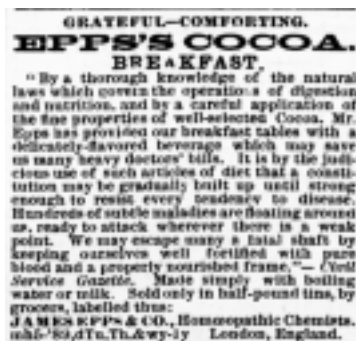 GRATEFUL—COMFORTING.
EPPS'S COCOA.
BREAKFAST.
"By a thorough knowledge of the natural
laws which govern the operations of digestion
and nutrition, and by a careful application of
the fine properties of well-selected Cocoa, Mr.
Epps has provided our breakfast tables with a
delicately-flavored beverage which may save
us many heavy doctors' bills. It is by the judi-
cious use of such articles of diet that a consti-
tution may be gradually built up until strong
enough to resist every tendency to disease.
Hundreds of subtle maladies are floating around
us, ready to attack wherever there is a weak
point. We may escape many a fatal shaft by
keeping ourselves well fortified with pure
blood and a properly nourished frame."—Civil
Service Gazette. Made simply with boiling
water or milk. Sold only in half-pound tins, by
grocers, labelled thus:
JAMES EPPS & CO., Homœopathic Chemists,
London, England.